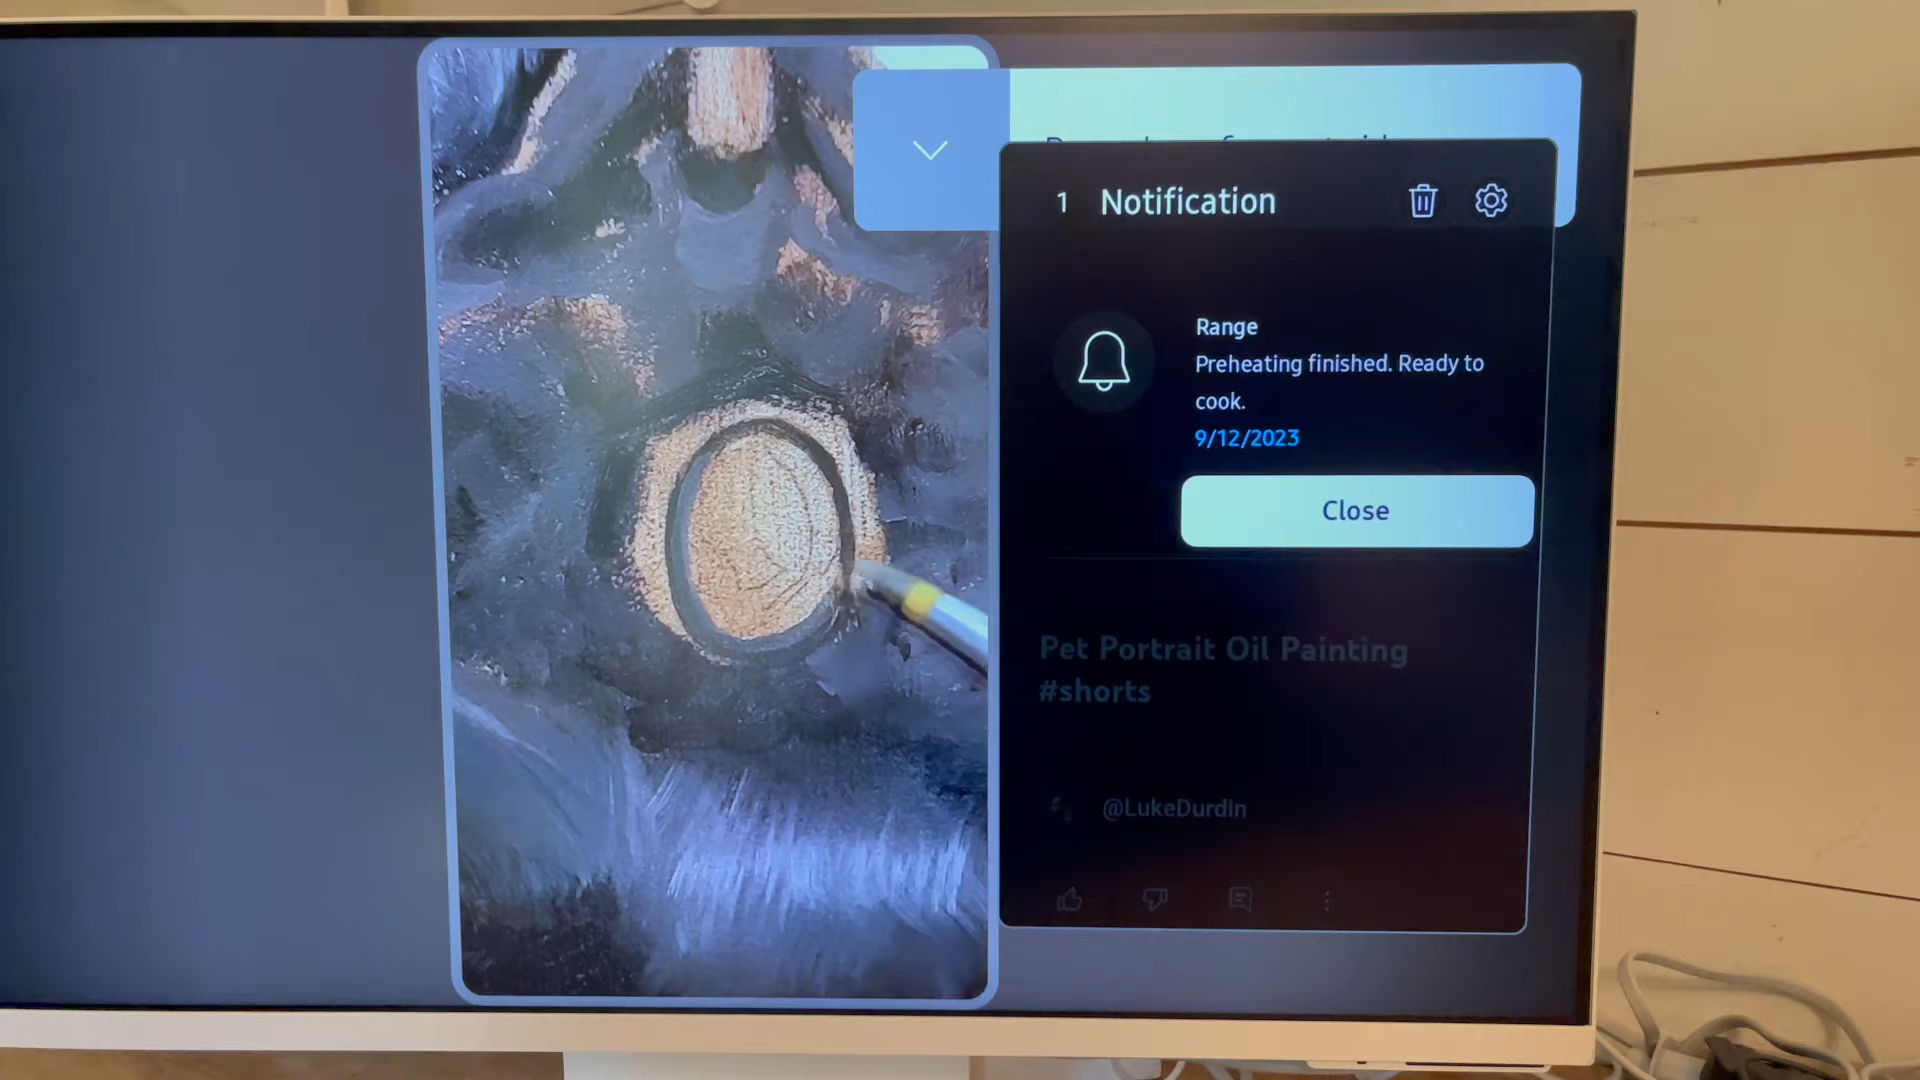 1 Notification
Range
Preheating finished. Ready to
cook.
9/12/2023
Close
Pet Portrait Oil Painting
#shorts
@LukeDurdin